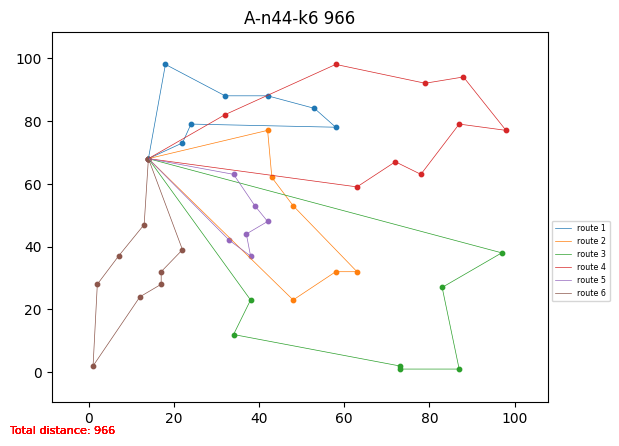 A-n44-k6 966
100
80
60
40
20
0
0 20 40 60 80 100
route 1
route 2
route 3
route 4
route 5
route 6
Total distance: 966